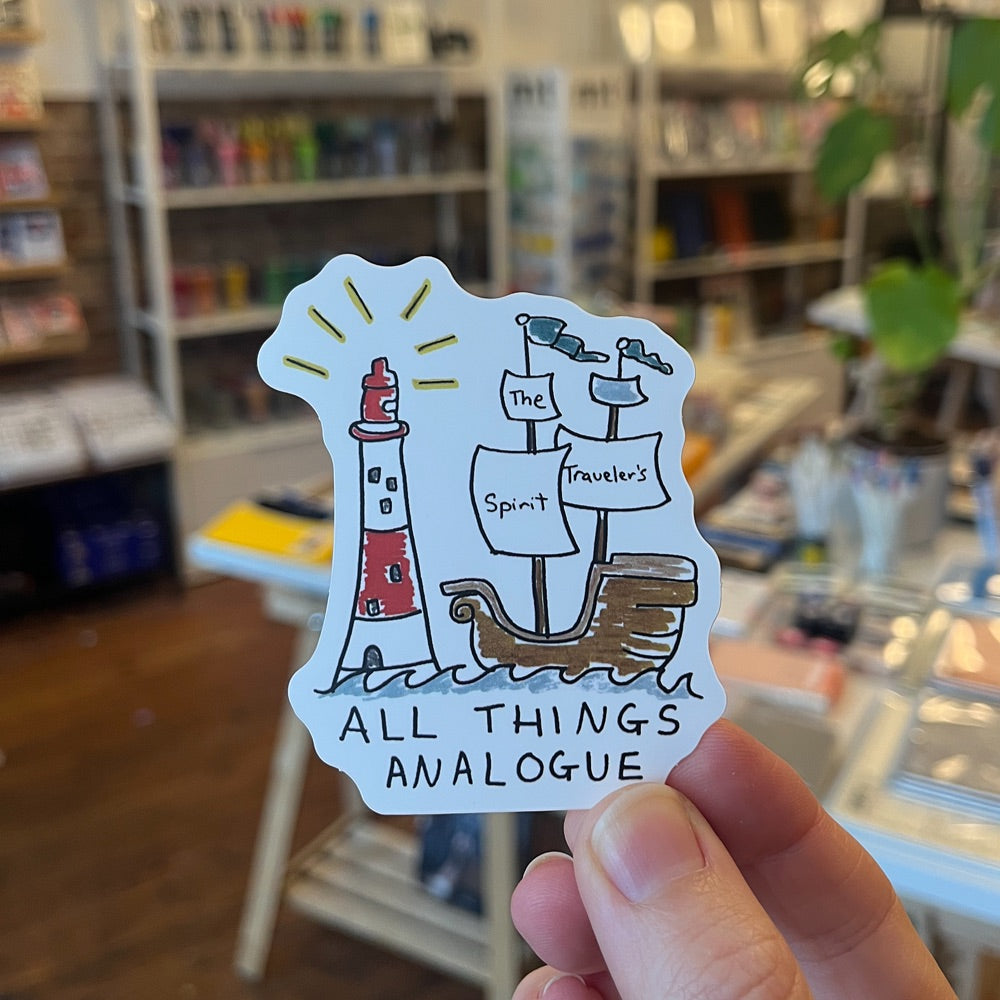 The
Spirit
Traveler's
ALL THINGS
ANALOGUE